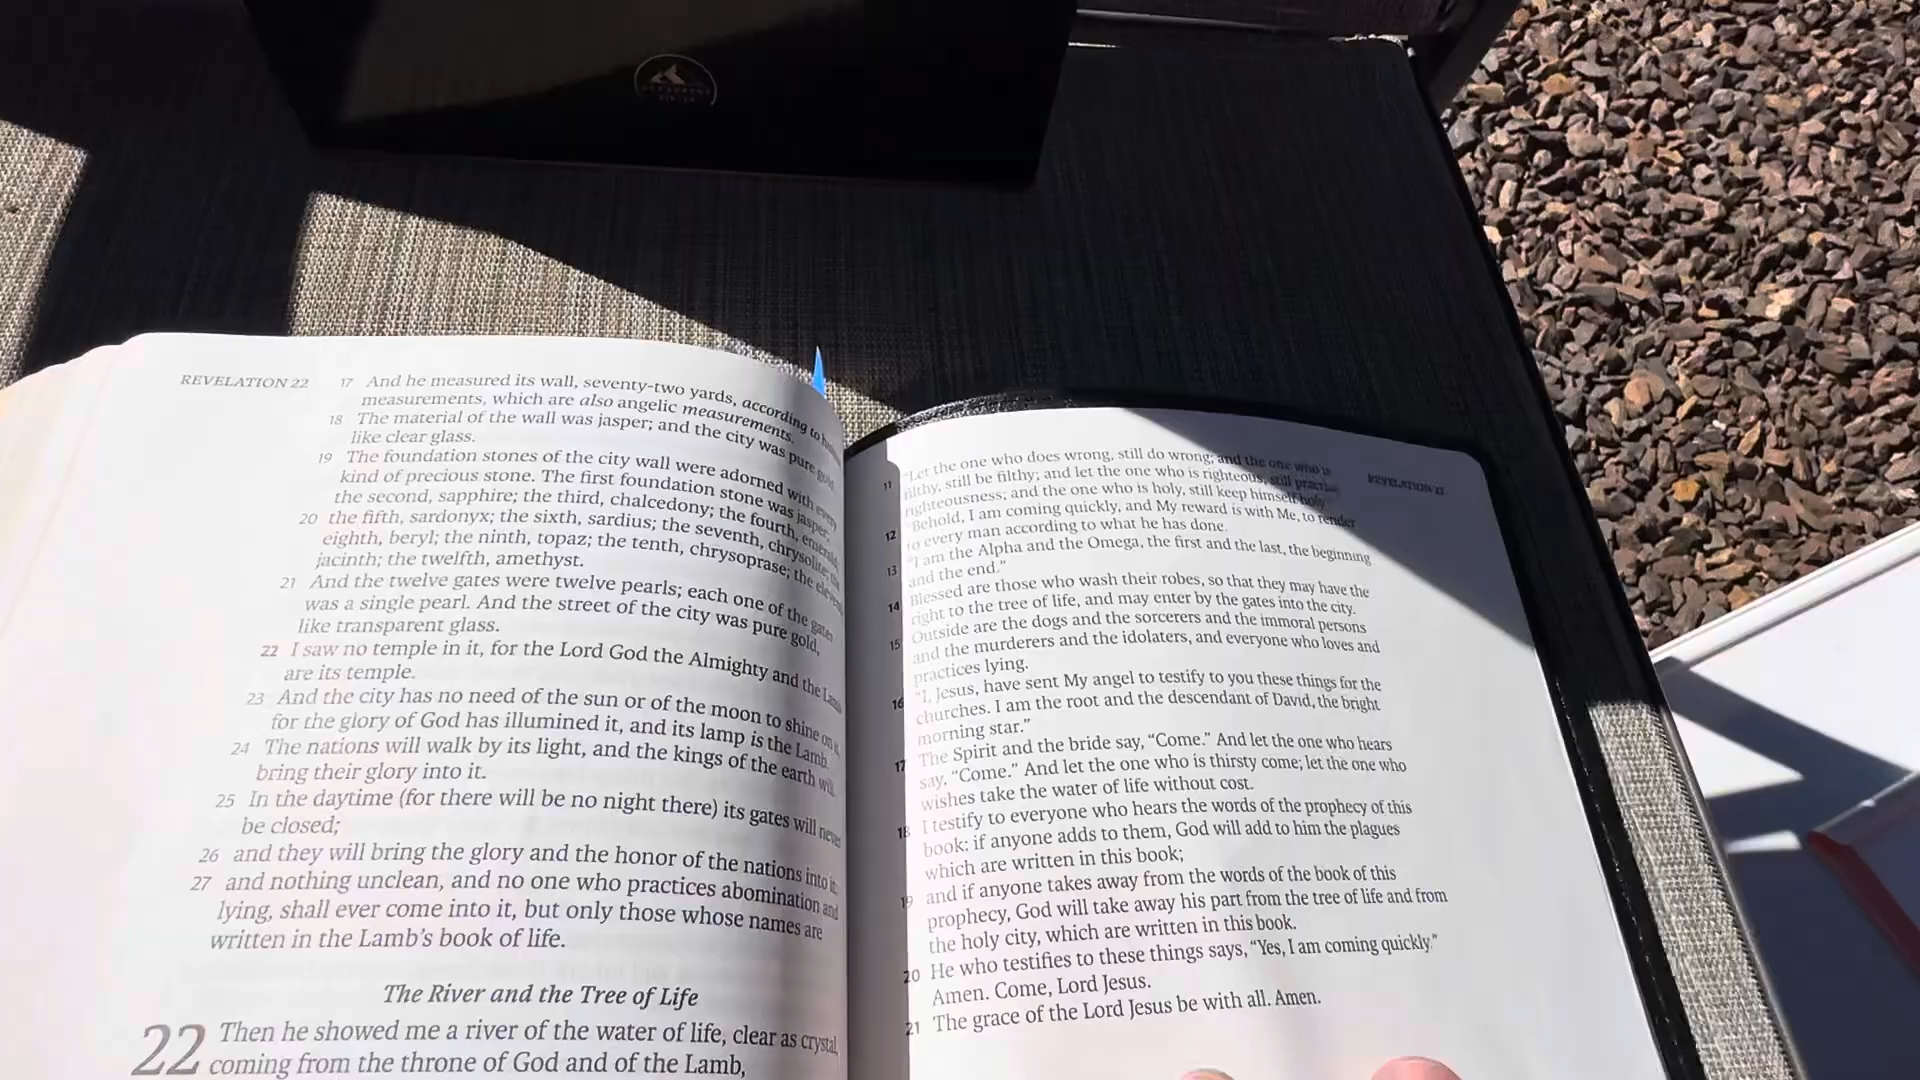 REVELATION 22
17 And he measured its wall, seventy-two yards, according to
measurements, which are also angelic measurements.
18 The material of the wall was jasper; and the city was pure gold
like clear glass.
19 The foundation stones of the city wall were adorned with every
kind of precious stone. The first foundation stone was jasper;
the second, sapphire; the third, chalcedony; the fourth, emerald;
20 the fifth, sardonyx; the sixth, sardius; the seventh, chrysolite; the
eighth, beryl; the ninth, topaz; the tenth, chrysoprase; the eleventh
jacinth; the twelfth, amethyst.
21 And the twelve gates were twelve pearls; each one of the gates
was a single pearl. And the street of the city was pure gold,
like transparent glass.
22 I saw no temple in it, for the Lord God the Almighty and the Lamb
are its temple.
23 And the city has no need of the sun or of the moon to shine on it,
for the glory of God has illumined it, and its lamp is the Lamb.
24 The nations will walk by its light, and the kings of the earth will
bring their glory into it.
25 In the daytime (for there will be no night there) its gates will never
be closed;
26 and they will bring the glory and the honor of the nations into it;
27 and nothing unclean, and no one who practices abomination and
lying, shall ever come into it, but only those whose names are
written in the Lamb's book of life.
The River and the Tree of Life
22 Then he showed me a river of the water of life, clear as crystal,
coming from the throne of God and of the Lamb,
REVELATION 22
11 “Let the one who does wrong, still do wrong; and the one who is
filthy, still be filthy; and let the one who is righteous, still practice
righteousness; and the one who is holy, still keep himself holy
12 “Behold, I am coming quickly, and My reward is with Me, to render
to every man according to what he has done.
13 “I am the Alpha and the Omega, the first and the last, the beginning
and the end.”
14 Blessed are those who wash their robes, so that they may have the
right to the tree of life, and may enter by the gates into the city.
15 Outside are the dogs and the sorcerers and the immoral persons
and the murderers and the idolaters, and everyone who loves and
practices lying.
16 “I, Jesus, have sent My angel to testify to you these things for the
churches. I am the root and the descendant of David, the bright
morning star.”
17 The Spirit and the bride say, “Come.” And let the one who hears
say, “Come.” And let the one who is thirsty come; let the one who
wishes take the water of life without cost.
18 I testify to everyone who hears the words of the prophecy of this
book: if anyone adds to them, God will add to him the plagues
which are written in this book;
19 and if anyone takes away from the words of the book of this
prophecy, God will take away his part from the tree of life and from
the holy city, which are written in this book.
20 He who testifies to these things says, “Yes, I am coming quickly.”
Amen. Come, Lord Jesus.
21 The grace of the Lord Jesus be with all. Amen.